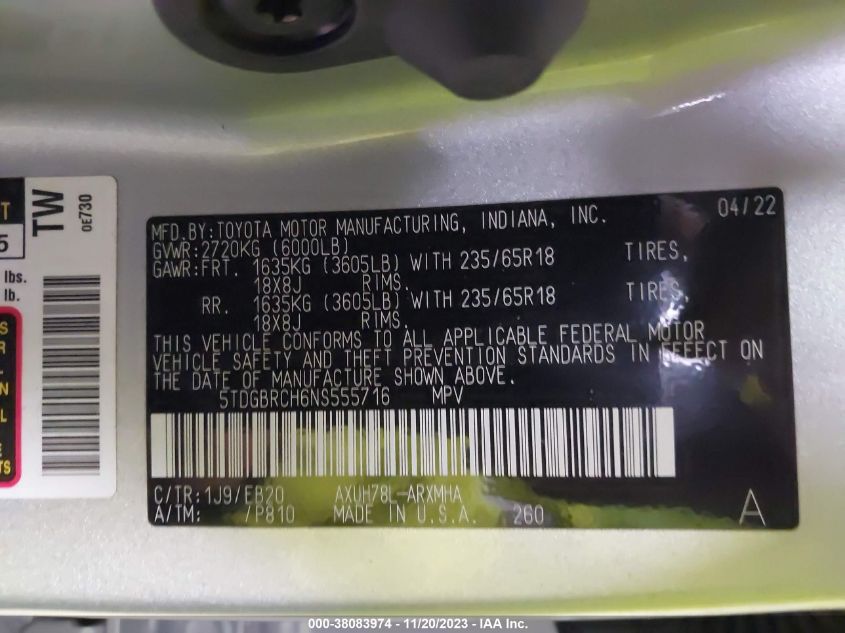 T
5
lbs.
lb.
S
R
L
N
L
E
TS
TW
0E730
MFD.BY:TOYOTA MOTOR MANUFACTURING, INDIANA, INC. 04/22
GVWR:2720KG (6000LB)
GAWR:FRT. 1635KG (3605LB) WITH 235/65R18 TIRES,
18X8J RIMS.
RR. 1635KG (3605LB) WITH 235/65R18 TIRES,
18X8J RIMS.
THIS VEHICLE CONFORMS TO ALL APPLICABLE FEDERAL MOTOR
VEHICLE SAFETY AND THEFT PREVENTION STANDARDS IN EFFECT ON
THE DATE OF MANUFACTURE SHOWN ABOVE.
5TDGBRCH6NS555716 MPV
C/TR:1J9/EB20 AXUH78L-ARXMHA
A/TM: /P810 MADE IN U.S.A. 260 A
000-38083974 - 11/20/2023 - IAA Inc.